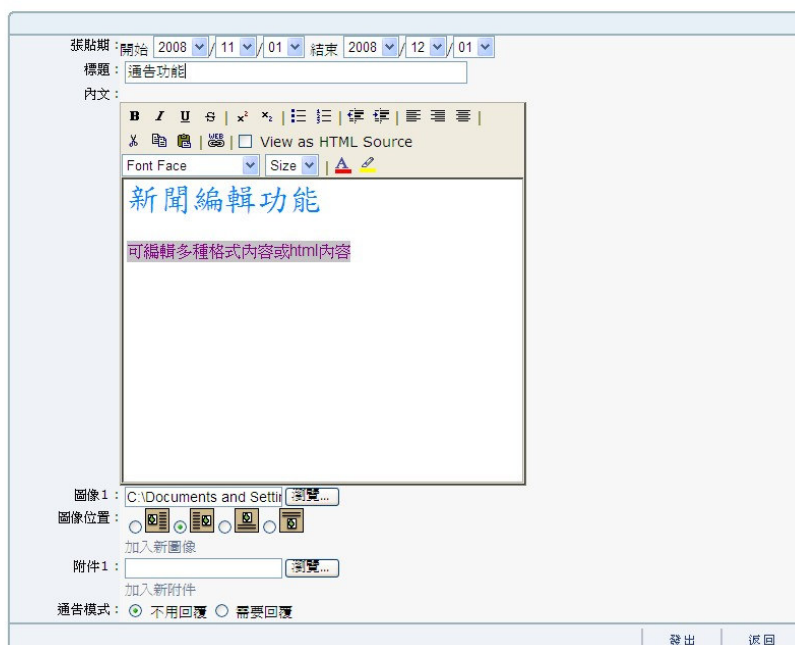 張貼期：開始 2008 / 11 / 01 結束 2008 / 12 / 01
標題：通告功能
內文：
B I U S | x² x₂
WEB View as HTML Source
Font Face Size A
新聞編輯功能
可編輯多種格式內容或html內容
圖像1：C:\Documents and Settin 瀏覽...
圖像位置：
加入新圖像
附件1： 瀏覽...
加入新附件
通告模式： 不用回覆 需要回覆
發出 返回